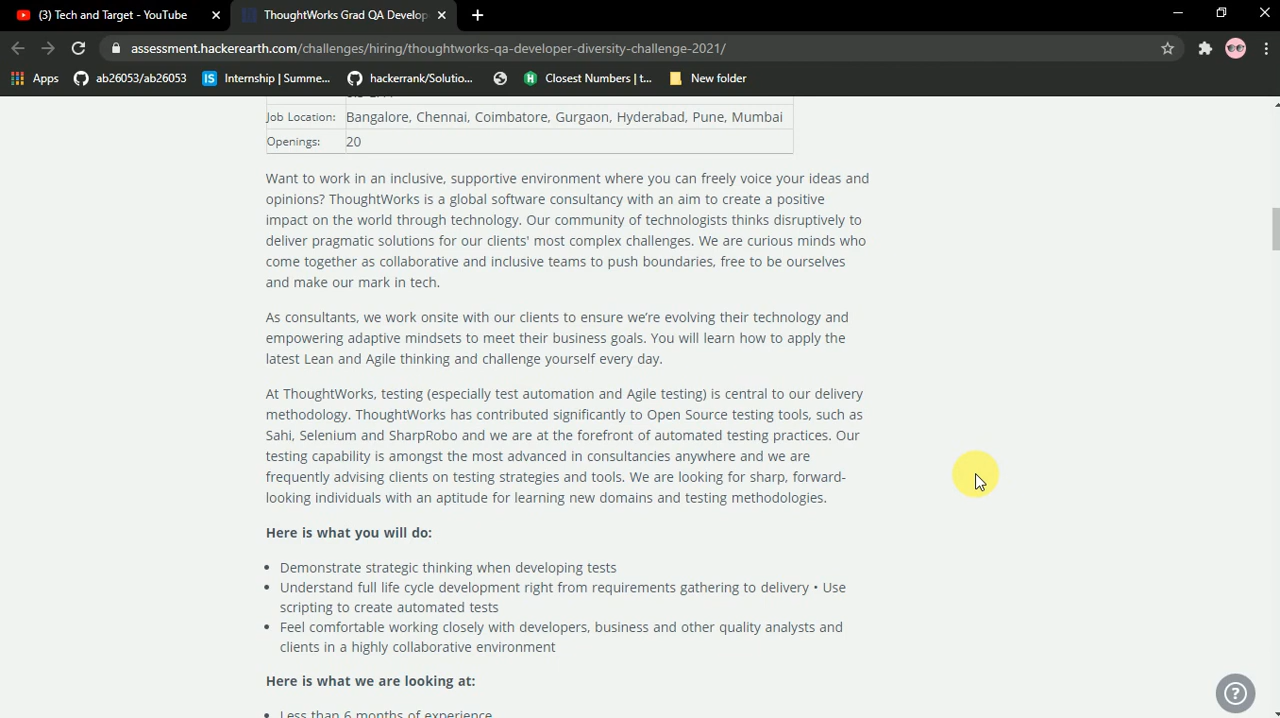 (3) Tech and Target - YouTube
ThoughtWorks Grad QA Develop
assessment.hackerearth.com/challenges/hiring/thoughtworks-qa-developer-diversity-challenge-2021/
Apps
ab26053/ab26053
IS Internship | Summe...
hackerrank/Solutio...
Closest Numbers | t...
New folder
Job Location: Bangalore, Chennai, Coimbatore, Gurgaon, Hyderabad, Pune, Mumbai
Openings: 20
Want to work in an inclusive, supportive environment where you can freely voice your ideas and
opinions? ThoughtWorks is a global software consultancy with an aim to create a positive
impact on the world through technology. Our community of technologists thinks disruptively to
deliver pragmatic solutions for our clients' most complex challenges. We are curious minds who
come together as collaborative and inclusive teams to push boundaries, free to be ourselves
and make our mark in tech.
As consultants, we work onsite with our clients to ensure we’re evolving their technology and
empowering adaptive mindsets to meet their business goals. You will learn how to apply the
latest Lean and Agile thinking and challenge yourself every day.
At ThoughtWorks, testing (especially test automation and Agile testing) is central to our delivery
methodology. ThoughtWorks has contributed significantly to Open Source testing tools, such as
Sahi, Selenium and SharpRobo and we are at the forefront of automated testing practices. Our
testing capability is amongst the most advanced in consultancies anywhere and we are
frequently advising clients on testing strategies and tools. We are looking for sharp, forward-
looking individuals with an aptitude for learning new domains and testing methodologies.
Here is what you will do:
• Demonstrate strategic thinking when developing tests
• Understand full life cycle development right from requirements gathering to delivery • Use
scripting to create automated tests
• Feel comfortable working closely with developers, business and other quality analysts and
clients in a highly collaborative environment
Here is what we are looking at:
• Less than 6 months of experience